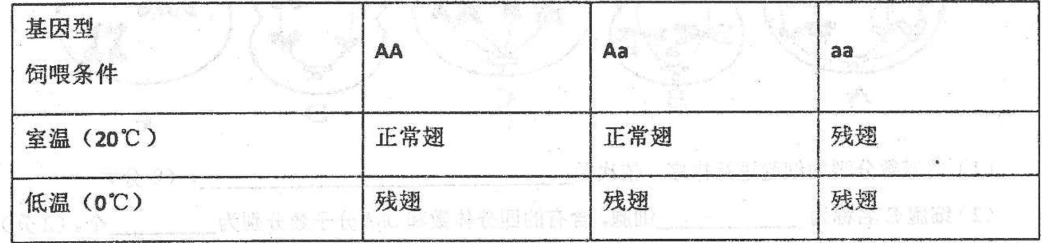 基因型
饲喂条件
AA
Aa
aa
室温（20℃）
正常翅
正常翅
残翅
低温（0℃）
残翅
残翅
残翅